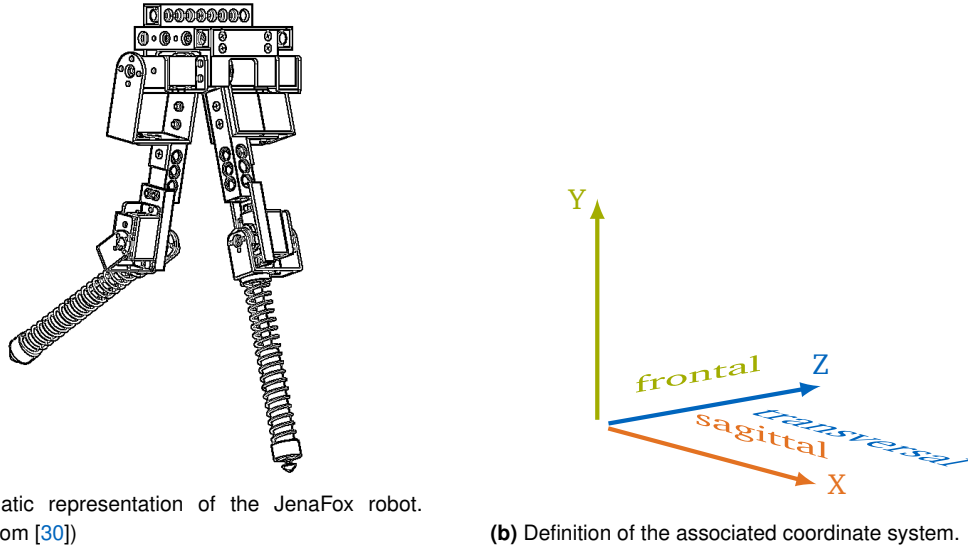 Y
Z
frontal
transversal
sagittal
X
atic representation of the JenaFox robot.
om [30])
(b) Definition of the associated coordinate system.